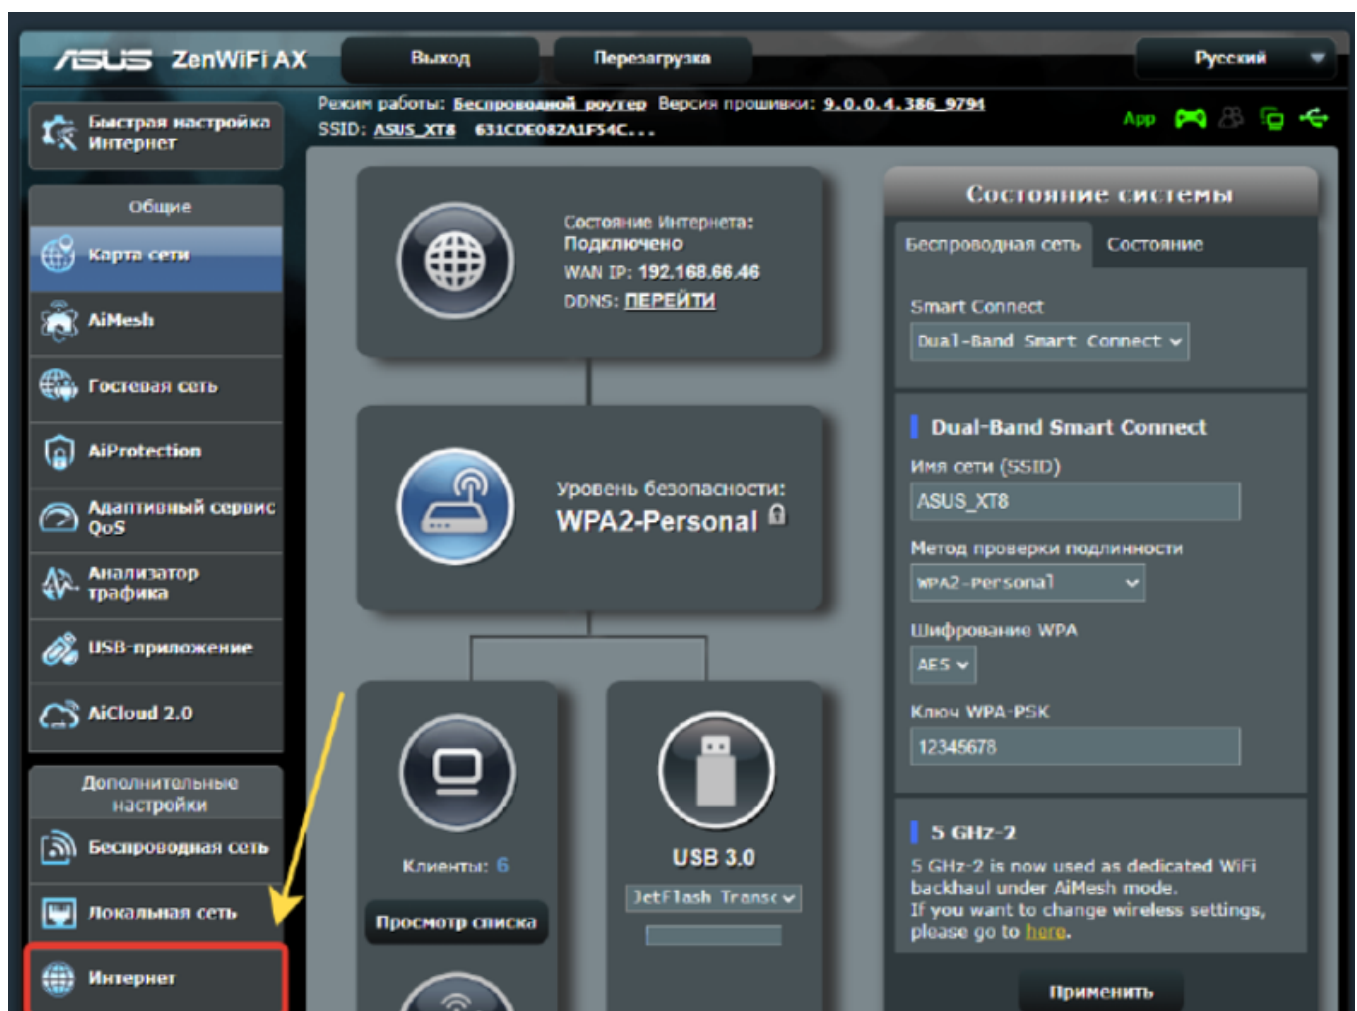 ASUS ZenWiFi AX
Выход
Перезагрузка
Русский
Режим работы: Беспроводной роутер Версия прошивки: 9.0.0.4.386_9794
SSID: ASUS_XT8 631CDE082A1F54C...
App
Быстрая настройка
Интернет
Общие
Карта сети
AiMesh
Гостевая сеть
AiProtection
Адаптивный сервис
QoS
Анализатор
трафика
USB-приложение
AiCloud 2.0
Дополнительные
настройки
Беспроводная сеть
Локальная сеть
Интернет
Состояние Интернета:
Подключено
WAN IP: 192.168.66.46
DDNS: ПЕРЕЙТИ
Уровень безопасности:
WPA2-Personal
Клиенты: 6
Просмотр списка
USB 3.0
JetFlash Transc
Состояние системы
Беспроводная сеть
Состояние
Smart Connect
Dual-Band Smart Connect
Dual-Band Smart Connect
Имя сети (SSID)
ASUS_XT8
Метод проверки подлинности
WPA2-Personal
Шифрование WPA
AES
Ключ WPA-PSK
12345678
5 GHz-2
5 GHz-2 is now used as dedicated WiFi
backhaul under AiMesh mode.
If you want to change wireless settings,
please go to here.
Применить